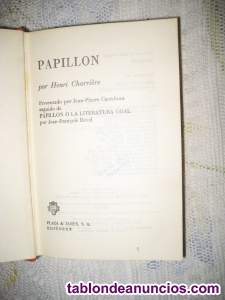 PAPILLON
por Henri Charrière
Presentado por Jean-Pierre Castelnau
seguido de
PAPILLON O LA LITERATURA ORAL
por Jean-François Revel
PLAZA & JANES, S. A.
EDITORES
tablondeanuncios.com